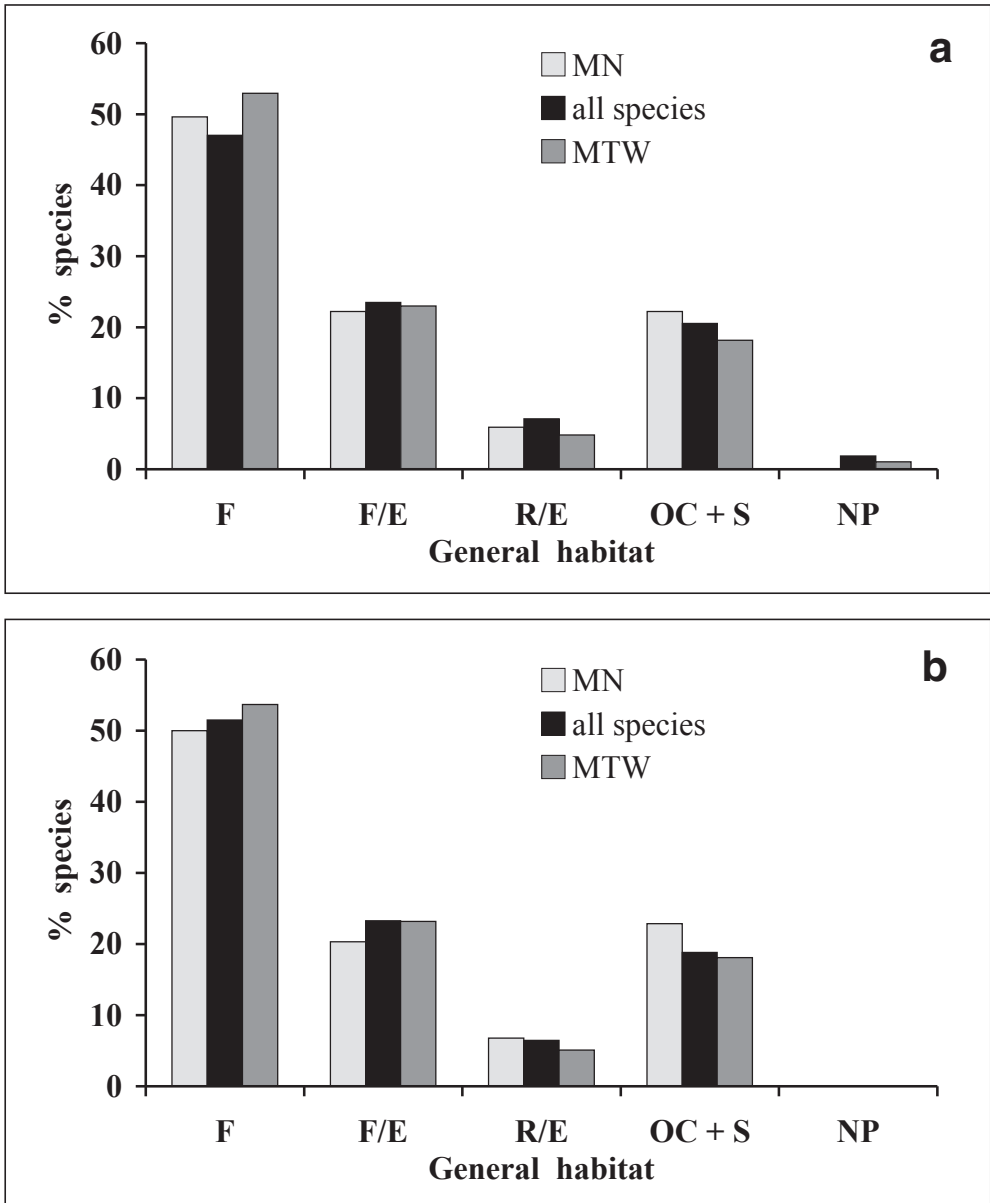 a
60
50
40
30
20
10
0
% species
MN
all species
MTW
F F/E R/E OC + S NP
General habitat
b
60
50
40
30
20
10
0
% species
MN
all species
MTW
F F/E R/E OC + S NP
General habitat